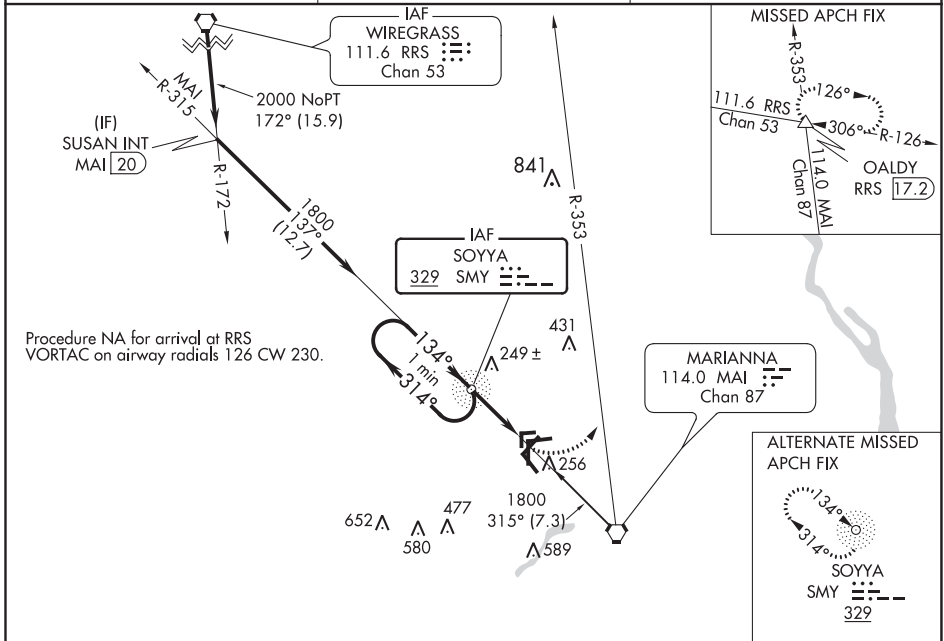 IAF
WIREGRASS
111.6 RRS
Chan 53
MAI
R-315
2000 NoPT
172° (15.9)
(IF)
SUSAN INT
MAI 20
R-172
1800
137°
(12.7)
841
R-353
IAF
SOYYA
329 SMY
Procedure NA for arrival at RRS
VORTAC on airway radials 126 CW 230.
134°
1 min
314°
249 ±
431
MARIANNA
114.0 MAI
Chan 87
256
1800
315° (7.3)
652
580
477
589
MISSED APCH FIX
R-353
126°
111.6 RRS
Chan 53
306°
R-126
114.0 MAI
Chan 87
OALDY
RRS 17.2
ALTERNATE MISSED
APCH FIX
134°
314°
SOYYA
SMY
329